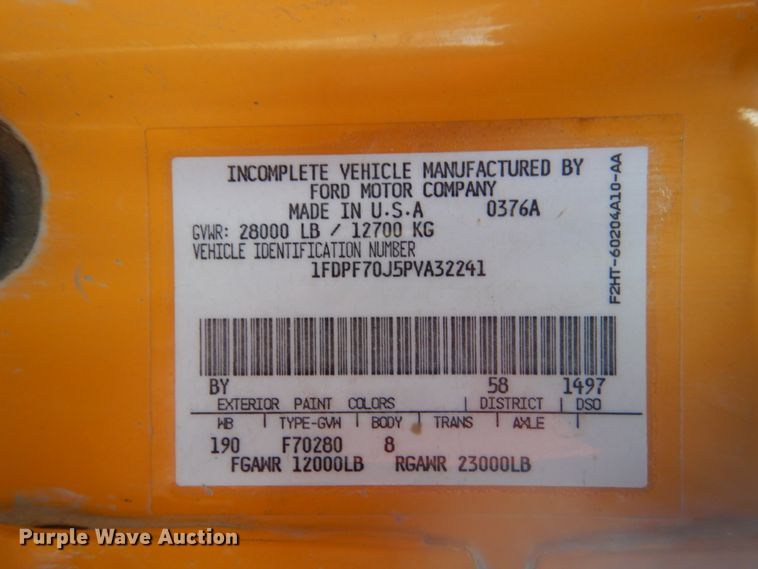 INCOMPLETE VEHICLE MANUFACTURED BY
FORD MOTOR COMPANY
MADE IN U.S.A 0376A
GVWR: 28000 LB / 12700 KG
VEHICLE IDENTIFICATION NUMBER
1FDPF70J5PVA32241
F2HT-60204A10-AA
BY 58 1497
EXTERIOR PAINT COLORS DISTRICT DSO
WB TYPE-GVW BODY TRANS AXLE
190 F70280 8
FGAWR 12000LB RGAWR 23000LB
Purple Wave Auction